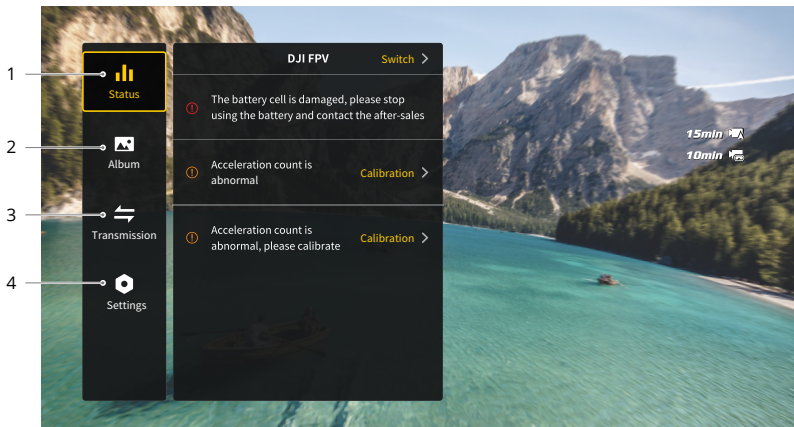 DJI FPV Switch
1
Status
The battery cell is damaged, please stop
using the battery and contact the after-sales
15min
10min
2
Album
Acceleration count is
abnormal
Calibration
3
Transmission
Acceleration count is
abnormal, please calibrate
Calibration
4
Settings